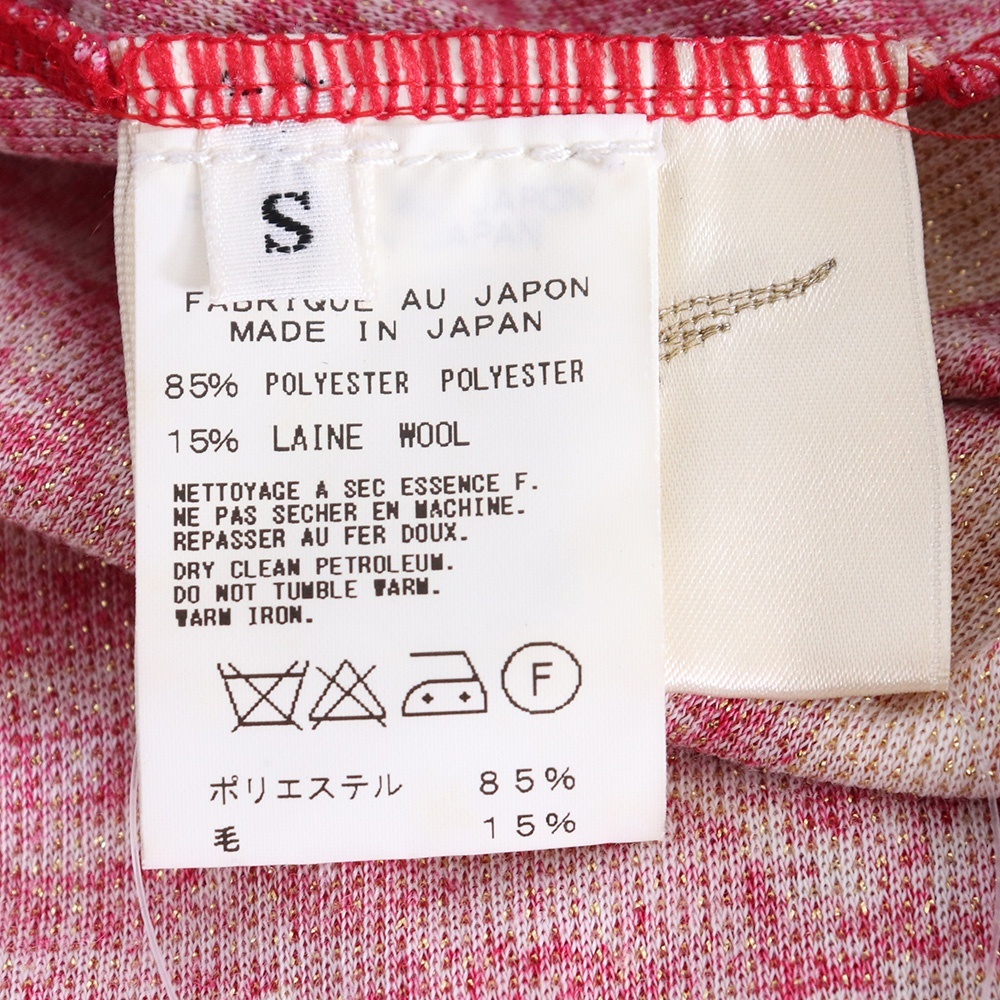 S
FABRIQUE AU JAPON
MADE IN JAPAN
85% POLYESTER POLYESTER
15% LAINE WOOL
NETTOYAGE A SEC ESSENCE F.
NE PAS SECHER EN MACHINE.
REPASSER AU FER DOUX.
DRY CLEAN PETROLEUM.
DO NOT TUMBLE WARM.
WARM IRON.
F
ポリエステル 85%
毛 15%